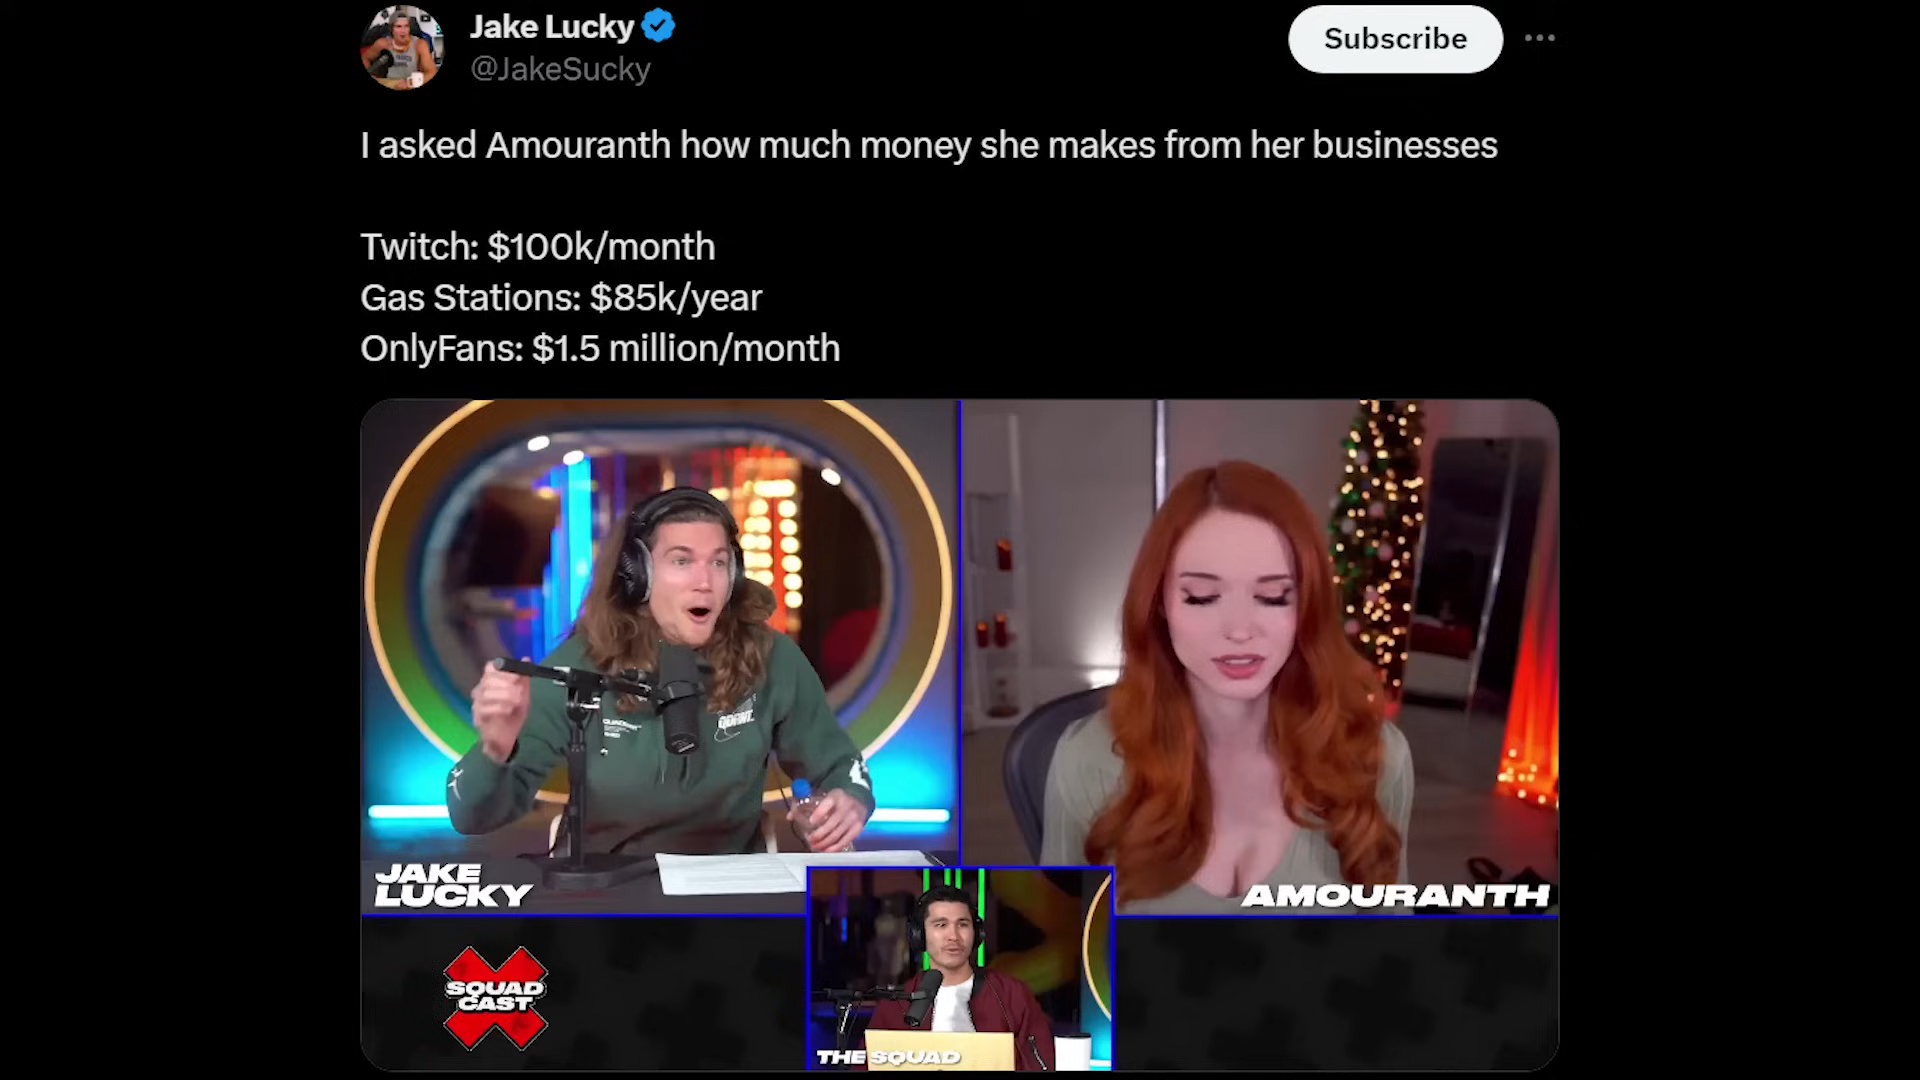 Jake Lucky
@JakeSucky
Subscribe
I asked Amouranth how much money she makes from her businesses
Twitch: $100k/month
Gas Stations: $85k/year
OnlyFans: $1.5 million/month
QDRNT.
JAKE
LUCKY
AMOURANTH
SQUAD
CAST
THE SQUAD